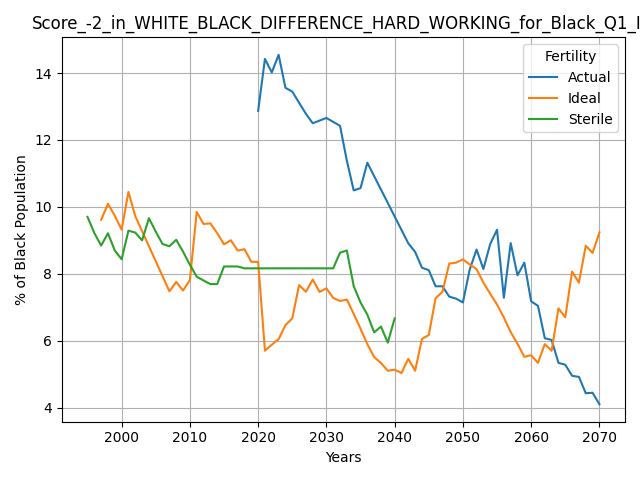 Score_-2_in_WHITE_BLACK_DIFFERENCE_HARD_WORKING_for_Black_Q1_I
Fertility
Actual
Ideal
Sterile
% of Black Population
14
12
10
8
6
4
2000
2010
2020
2030
2040
2050
2060
2070
Years